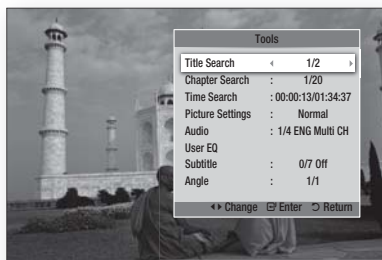 Tools
Title Search ◂ 1/2 ▸
Chapter Search : 1/20
Time Search : 00:00:13/01:34:37
Picture Settings : Normal
Audio : 1/4 ENG Multi CH
User EQ
Subtitle : 0/7 Off
Angle : 1/1
◂▸ Change Enter Return